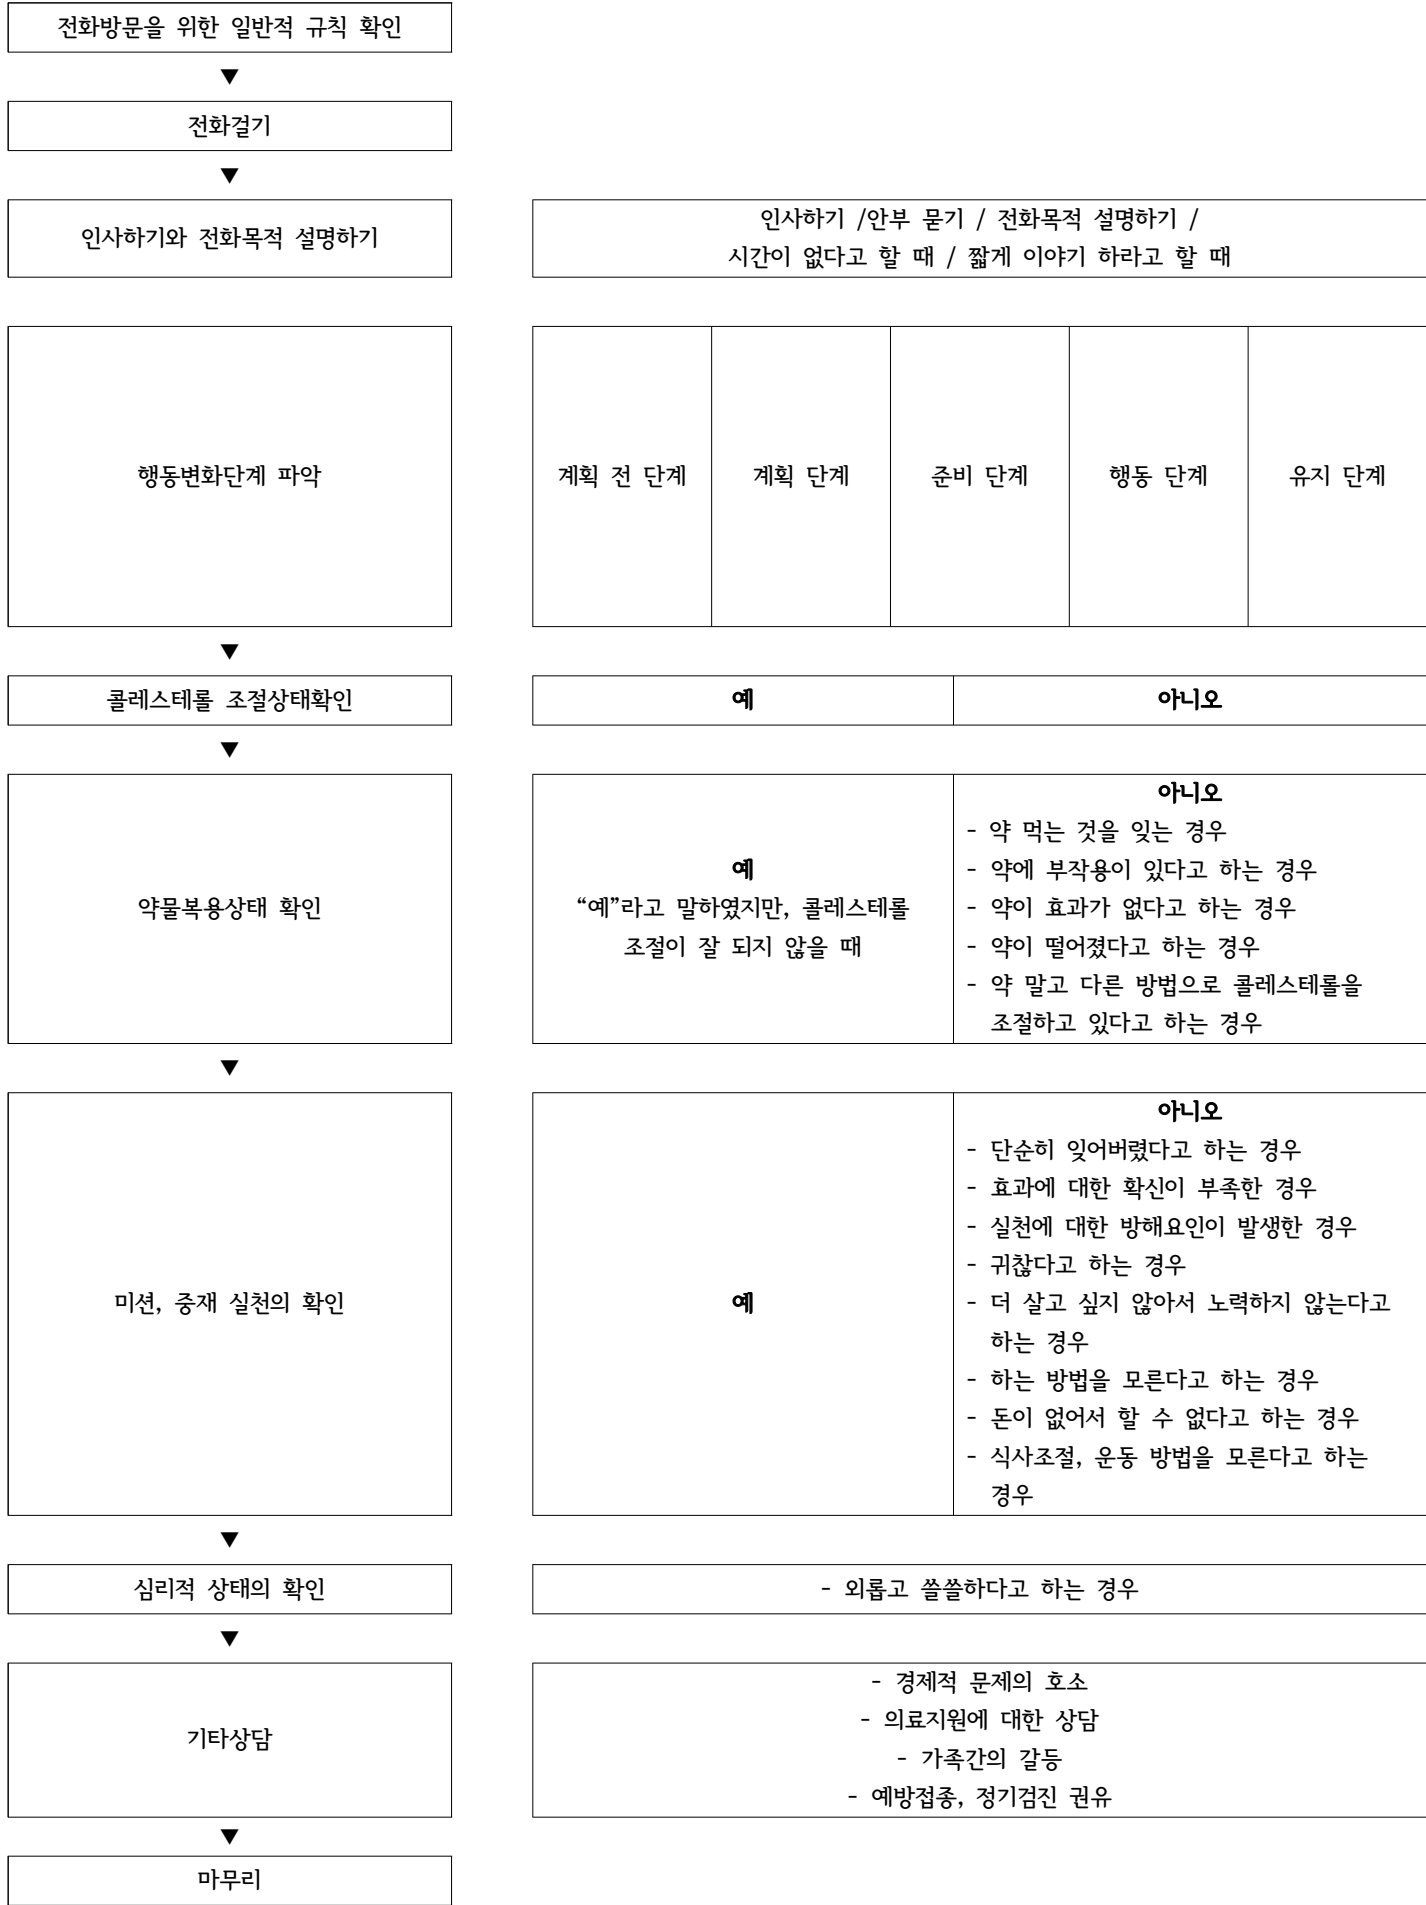 전화방문을 위한 일반적 규칙 확인
▼
전화걸기
▼
인사하기와 전화목적 설명하기
인사하기 /안부 묻기 / 전화목적 설명하기 /
시간이 없다고 할 때 / 짧게 이야기 하라고 할 때
행동변화단계 파악
계획 전 단계
계획 단계
준비 단계
행동 단계
유지 단계
▼
콜레스테롤 조절상태확인
예
아니오
▼
약물복용상태 확인
예
“예”라고 말하였지만, 콜레스테롤
조절이 잘 되지 않을 때
아니오
- 약 먹는 것을 잊는 경우
- 약에 부작용이 있다고 하는 경우
- 약이 효과가 없다고 하는 경우
- 약이 떨어졌다고 하는 경우
- 약 말고 다른 방법으로 콜레스테롤을
조절하고 있다고 하는 경우
▼
미션, 중재 실천의 확인
예
아니오
- 단순히 잊어버렸다고 하는 경우
- 효과에 대한 확신이 부족한 경우
- 실천에 대한 방해요인이 발생한 경우
- 귀찮다고 하는 경우
- 더 살고 싶지 않아서 노력하지 않는다고
하는 경우
- 하는 방법을 모른다고 하는 경우
- 돈이 없어서 할 수 없다고 하는 경우
- 식사조절, 운동 방법을 모른다고 하는
경우
▼
심리적 상태의 확인
- 외롭고 쓸쓸하다고 하는 경우
▼
기타상담
- 경제적 문제의 호소
- 의료지원에 대한 상담
- 가족간의 갈등
- 예방접종, 정기검진 권유
▼
마무리